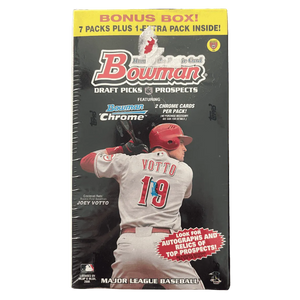 BONUS BOX!
7 PACKS PLUS 1 EXTRA PACK INSIDE!
Bowman
DRAFT PICKS & PROSPECTS
FEATURING
Bowman
Chrome
2 CHROME CARDS
PER PACK!
VOTTO
19
JOEY VOTTO
LOOK FOR
AUTOGRAPHS AND
RELICS OF
TOP PROSPECTS!
MAJOR LEAGUE BASEBALL